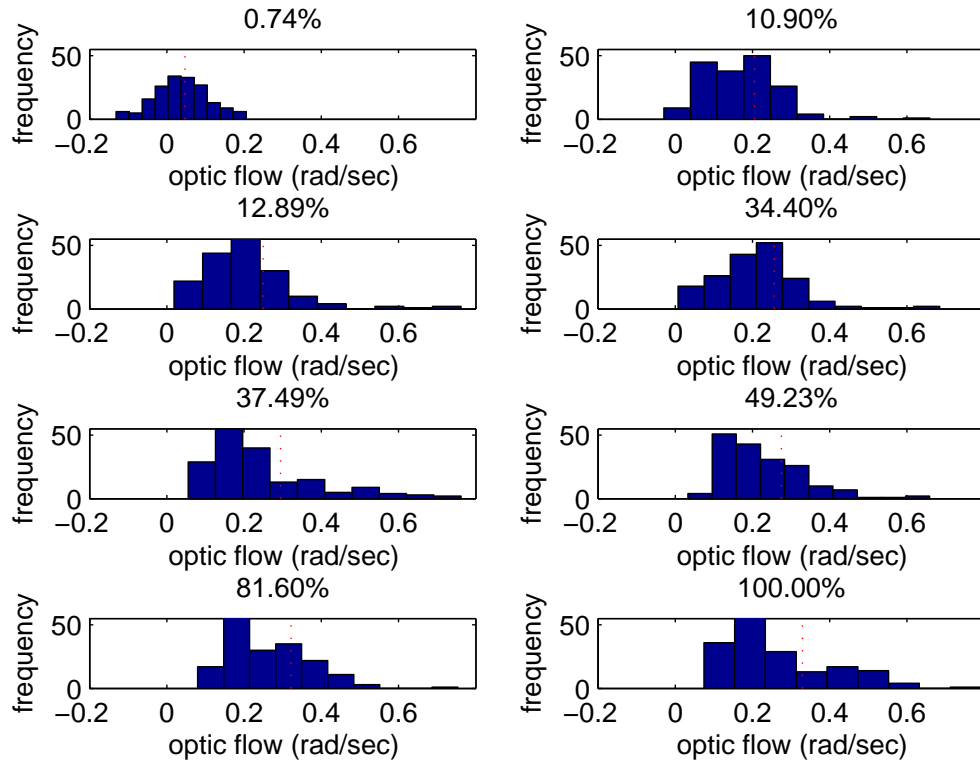 0.74%
50
0
−0.2 0 0.2 0.4 0.6
frequency
optic flow (rad/sec)
10.90%
50
0
−0.2 0 0.2 0.4 0.6
frequency
optic flow (rad/sec)
12.89%
50
0
−0.2 0 0.2 0.4 0.6
frequency
optic flow (rad/sec)
34.40%
50
0
−0.2 0 0.2 0.4 0.6
frequency
optic flow (rad/sec)
37.49%
50
0
−0.2 0 0.2 0.4 0.6
frequency
optic flow (rad/sec)
49.23%
50
0
−0.2 0 0.2 0.4 0.6
frequency
optic flow (rad/sec)
81.60%
50
0
−0.2 0 0.2 0.4 0.6
frequency
optic flow (rad/sec)
100.00%
50
0
−0.2 0 0.2 0.4 0.6
frequency
optic flow (rad/sec)